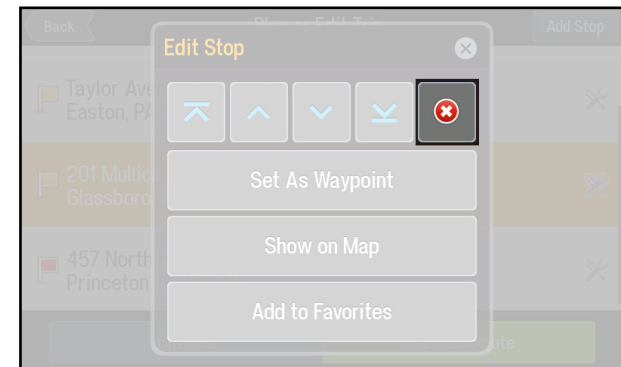 Back
Add Stop
Edit Stop
Taylor Ave
Easton, PA
201 Mullic
Glassboro
Set As Waypoint
457 North
Princeton
Show on Map
Add to Favorites